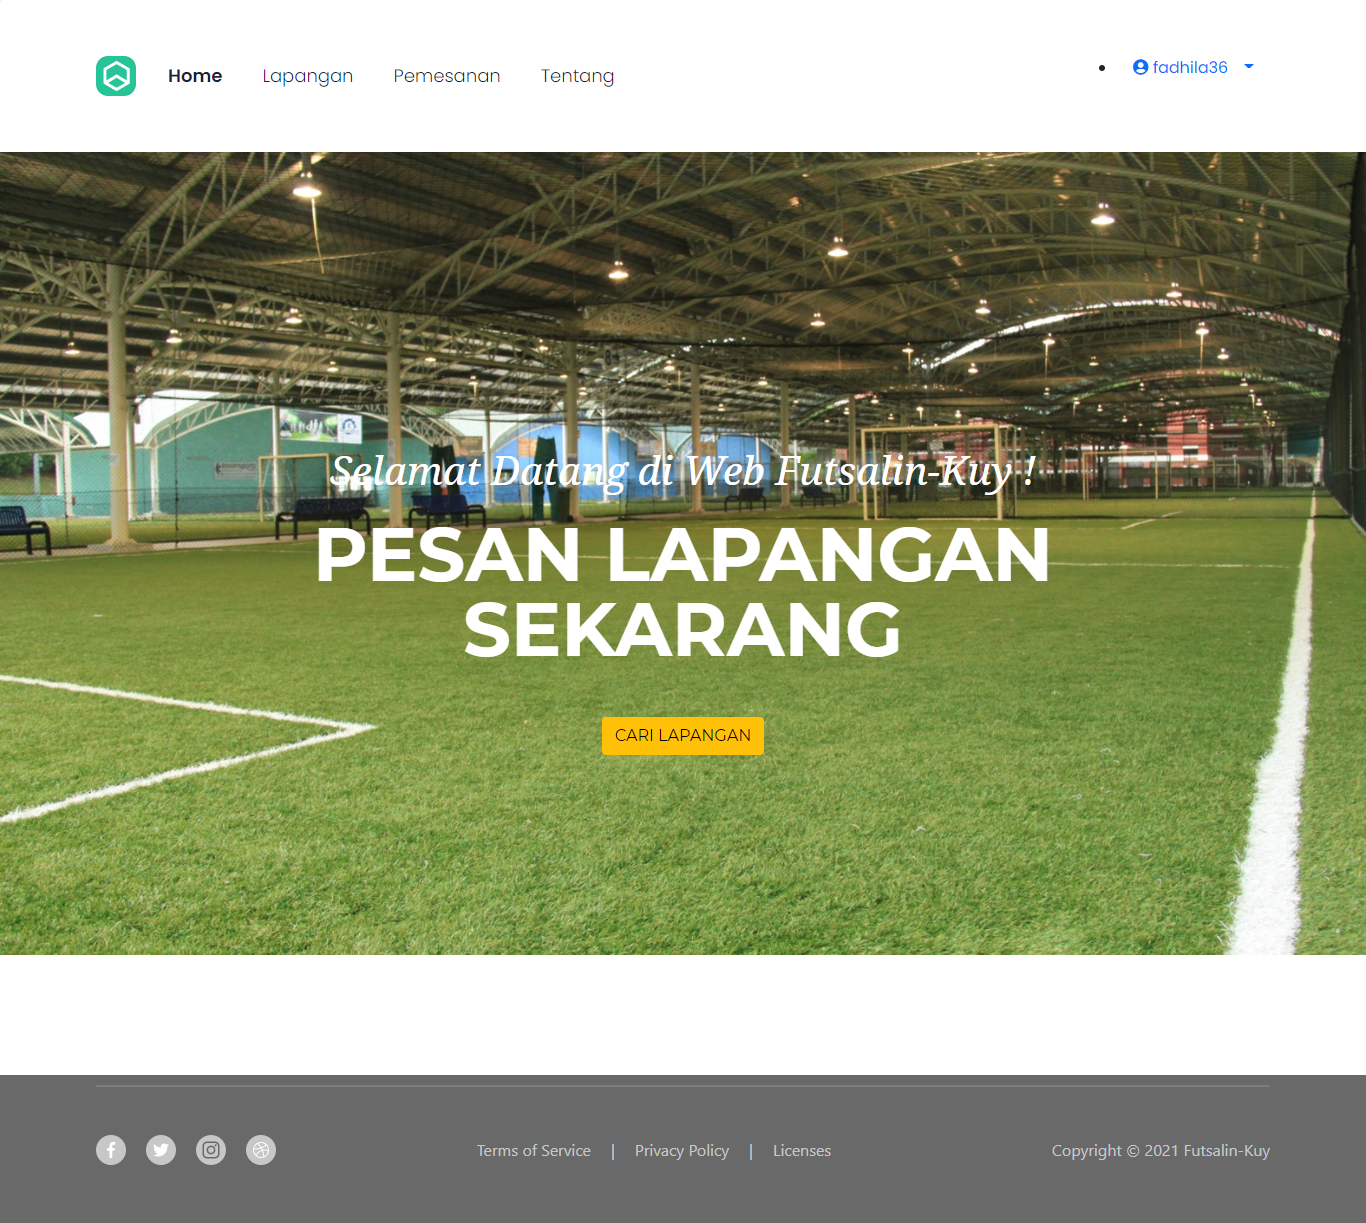 Home Lapangan Pemesanan Tentang
fadhila36
Selamat Datang di Web Futsalin-Kuy !
PESAN LAPANGAN
SEKARANG
CARI LAPANGAN
Terms of Service | Privacy Policy | Licenses
Copyright © 2021 Futsalin-Kuy